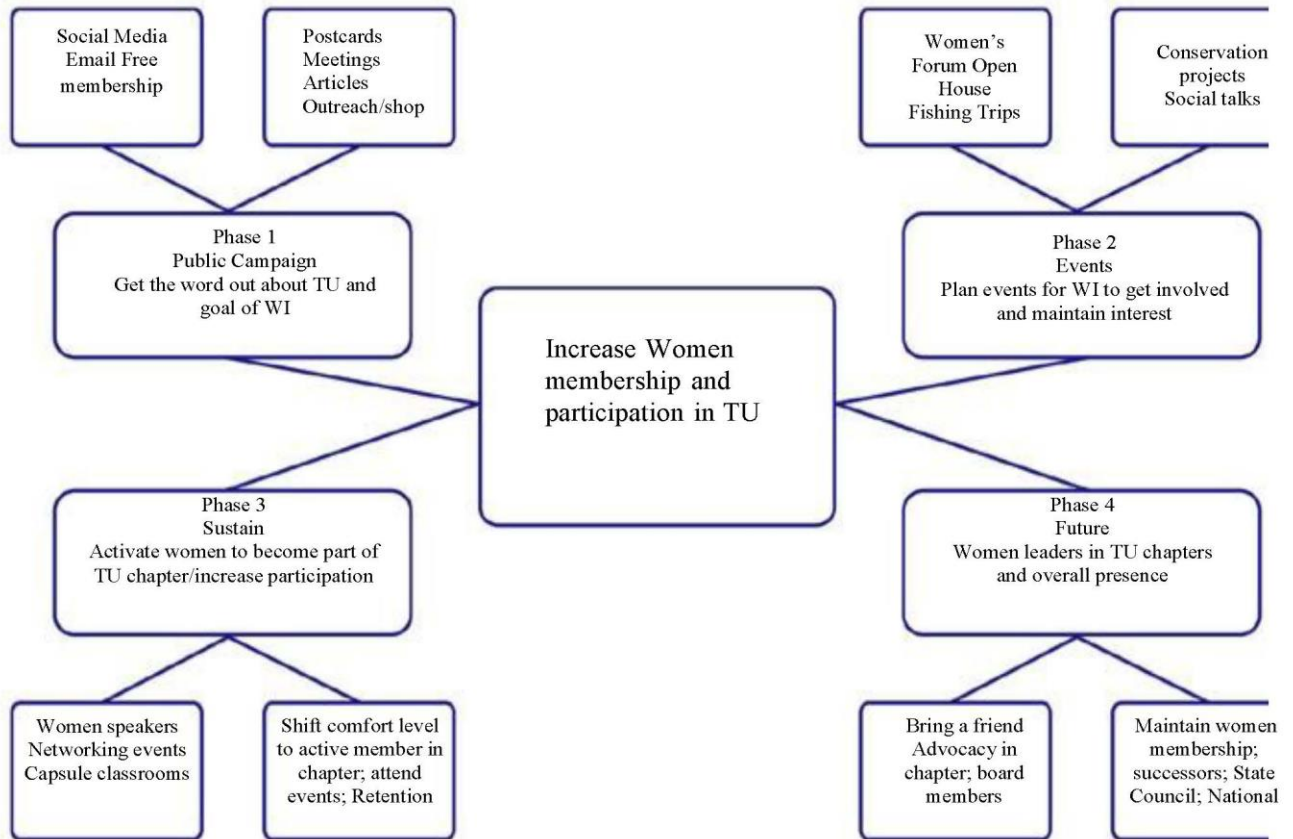 Social Media
Email Free
membership
Postcards
Meetings
Articles
Outreach/shop
Women’s
Forum Open
House
Fishing Trips
Conservation
projects
Social talks
Phase 1
Public Campaign
Get the word out about TU and
goal of WI
Phase 2
Events
Plan events for WI to get involved
and maintain interest
Increase Women
membership and
participation in TU
Phase 3
Sustain
Activate women to become part of
TU chapter/increase participation
Phase 4
Future
Women leaders in TU chapters
and overall presence
Women speakers
Networking events
Capsule classrooms
Shift comfort level
to active member in
chapter; attend
events; Retention
Bring a friend
Advocacy in
chapter; board
members
Maintain women
membership;
successors; State
Council; National